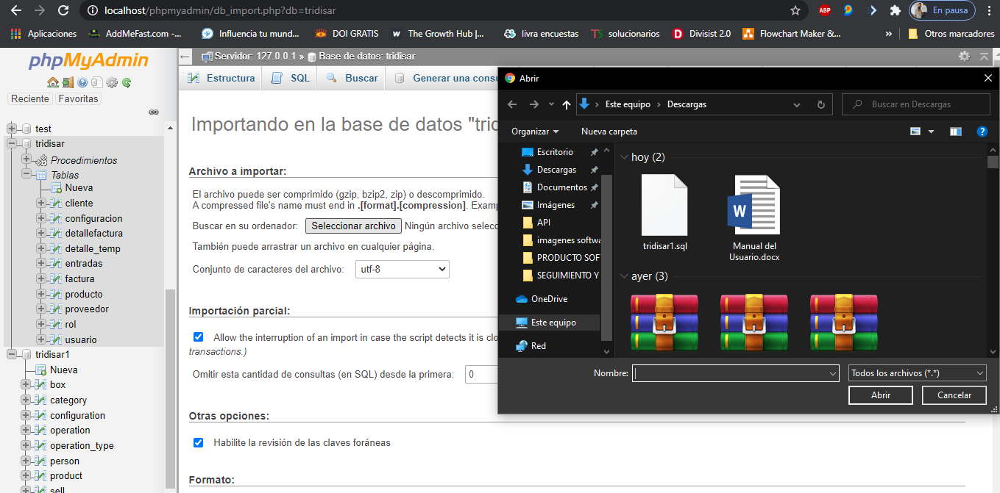 localhost/phpmyadmin/db_import.php?db=tridisar
ABP
En pausa
Aplicaciones
AddMeFast.com -...
Influencia tu mund...
DOI GRATIS
W
The Growth Hub |...
livra encuestas
TS
solucionarios
D
Divisist 2.0
Flowchart Maker &...
»
Otros marcadores
phpMyAdmin
Reciente
Favoritas
test
tridisar
Procedimientos
Tablas
Nueva
cliente
configuracion
detallefactura
detalle_temp
entradas
factura
producto
proveedor
rol
usuario
tridisar1
Nueva
box
category
configuration
operation
operation_type
person
product
sell
Servidor: 127.0.0.1 » Base de datos: tridisar
Estructura
SQL
Buscar
Generar una consu
Importando en la base de datos "trid
Archivo a importar:
El archivo puede ser comprimido (gzip, bzip2, zip) o descomprimido.
A compressed file's name must end in .[format].[compression]. Examp
Buscar en su ordenador:
Seleccionar archivo
Ningún archivo selecc
También puede arrastrar un archivo en cualquier página.
Conjunto de caracteres del archivo:
utf-8
Importación parcial:
Allow the interruption of an import in case the script detects it is clo
transactions.)
Omitir esta cantidad de consultas (en SQL) desde la primera:
0
Otras opciones:
Habilite la revisión de las claves foráneas
Formato:
Abrir
Este equipo
Descargas
Buscar en Descargas
Organizar
Nueva carpeta
?
Escritorio
Descargas
Documentos
Imágenes
API
imagenes softwa
PRODUCTO SOF
SEGUIMIENTO Y
OneDrive
Este equipo
Red
hoy (2)
W
tridisar1.sql
Manual del
Usuario.docx
ayer (3)
Nombre:
Todos los archivos (*.*)
Abrir
Cancelar